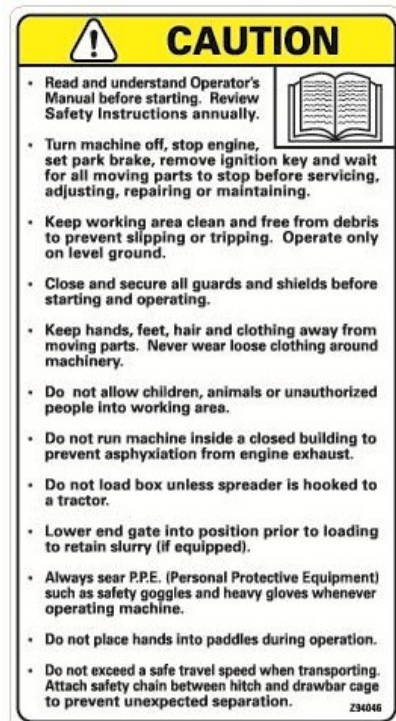 CAUTION
• Read and understand Operator's
Manual before starting. Review
Safety Instructions annually.
• Turn machine off, stop engine,
set park brake, remove ignition key and wait
for all moving parts to stop before servicing,
adjusting, repairing or maintaining.
• Keep working area clean and free from debris
to prevent slipping or tripping. Operate only
on level ground.
• Close and secure all guards and shields before
starting and operating.
• Keep hands, feet, hair and clothing away from
moving parts. Never wear loose clothing around
machinery.
• Do not allow children, animals or unauthorized
people into working area.
• Do not run machine inside a closed building to
prevent asphyxiation from engine exhaust.
• Do not load box unless spreader is hooked to
a tractor.
• Lower end gate into position prior to loading
to retain slurry (if equipped).
• Always sear P.P.E. (Personal Protective Equipment)
such as safety goggles and heavy gloves whenever
operating machine.
• Do not place hands into paddles during operation.
• Do not exceed a safe travel speed when transporting.
Attach safety chain between hitch and drawbar cage
to prevent unexpected separation.
Z94046